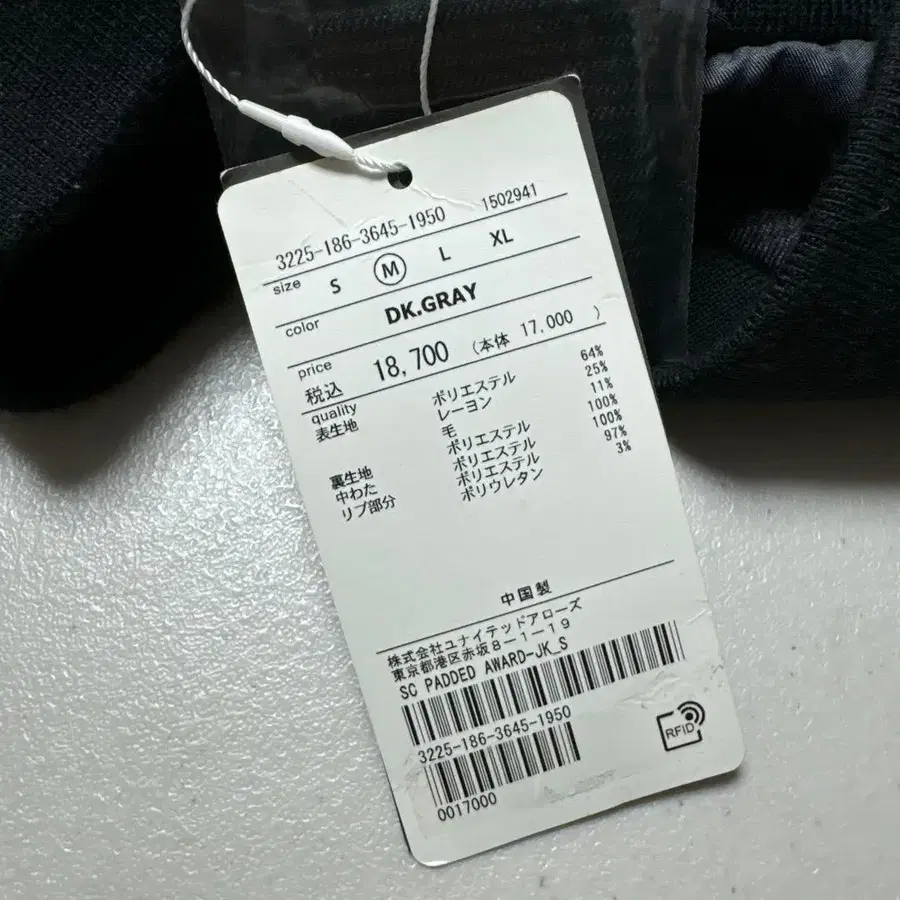 3225-186-3645-1950 1502941
size S M L XL
color DK.GRAY
price
税込 18,700 (本体 17,000 )
quality
表生地 ポリエステル 64%
レーヨン 25%
毛 11%
裏生地 ポリエステル 100%
中わた ポリエステル 100%
リブ部分 ポリエステル 97%
ポリウレタン 3%
中国製
株式会社ユナイテッドアローズ
東京都港区赤坂8-1-19
SC PADDED AWARD-JK_S
3225-186-3645-1950
0017000
RFID